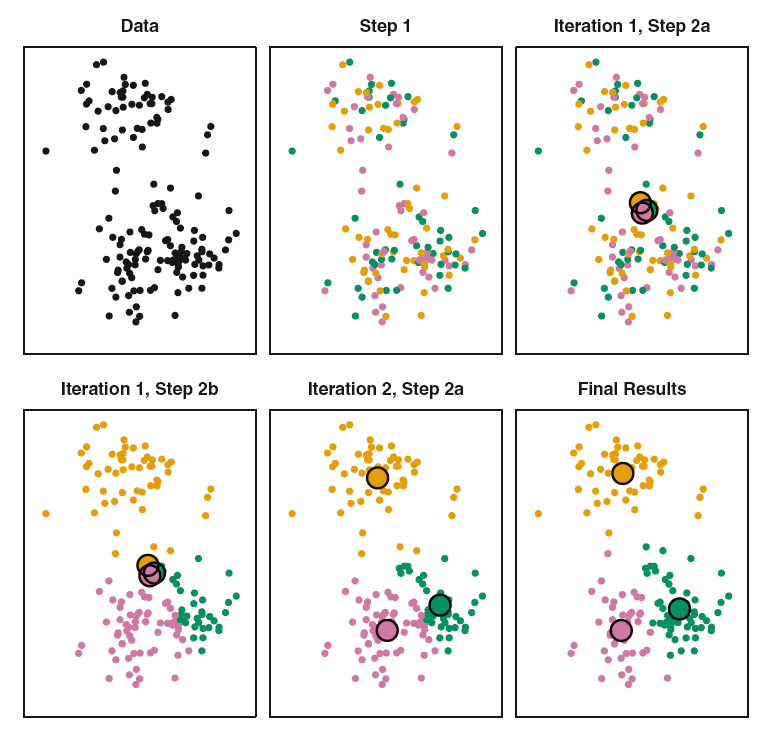 Data
Step 1
Iteration 1, Step 2a
Iteration 1, Step 2b
Iteration 2, Step 2a
Final Results